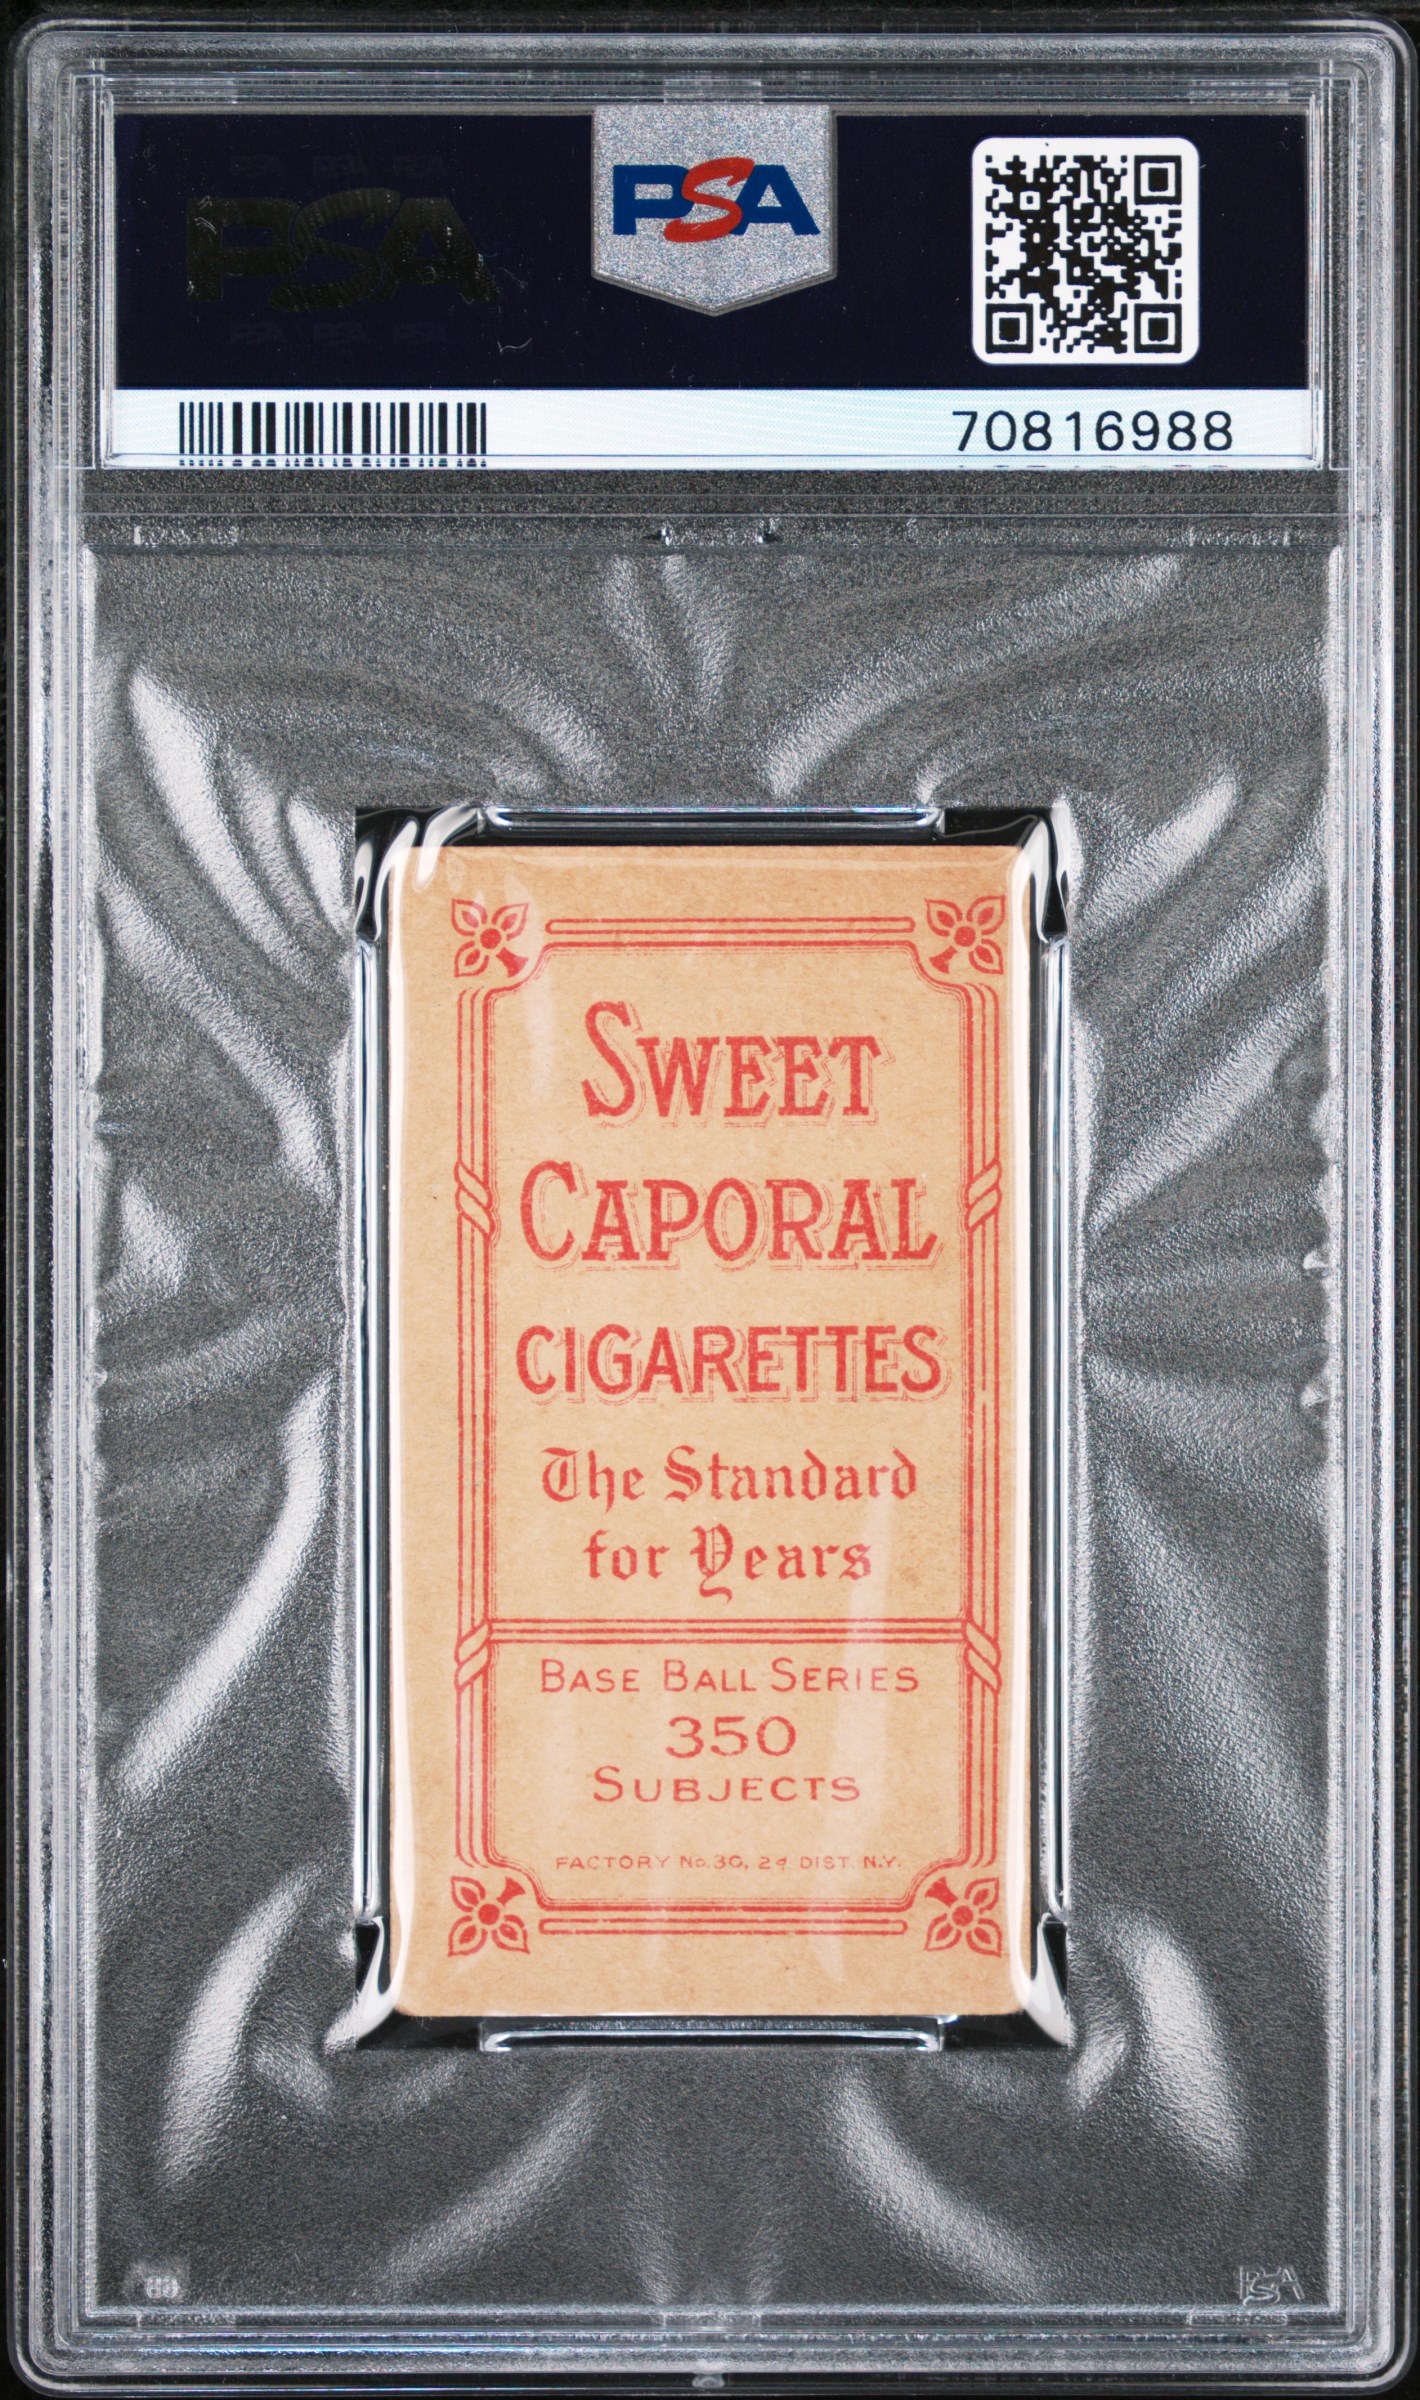 PSA
PSA
70816988
SWEET
CAPORAL
CIGARETTES
The Standard
for Years
BASE BALL SERIES
350
SUBJECTS
FACTORY No. 30, 2d DIST. N.Y.
PSA